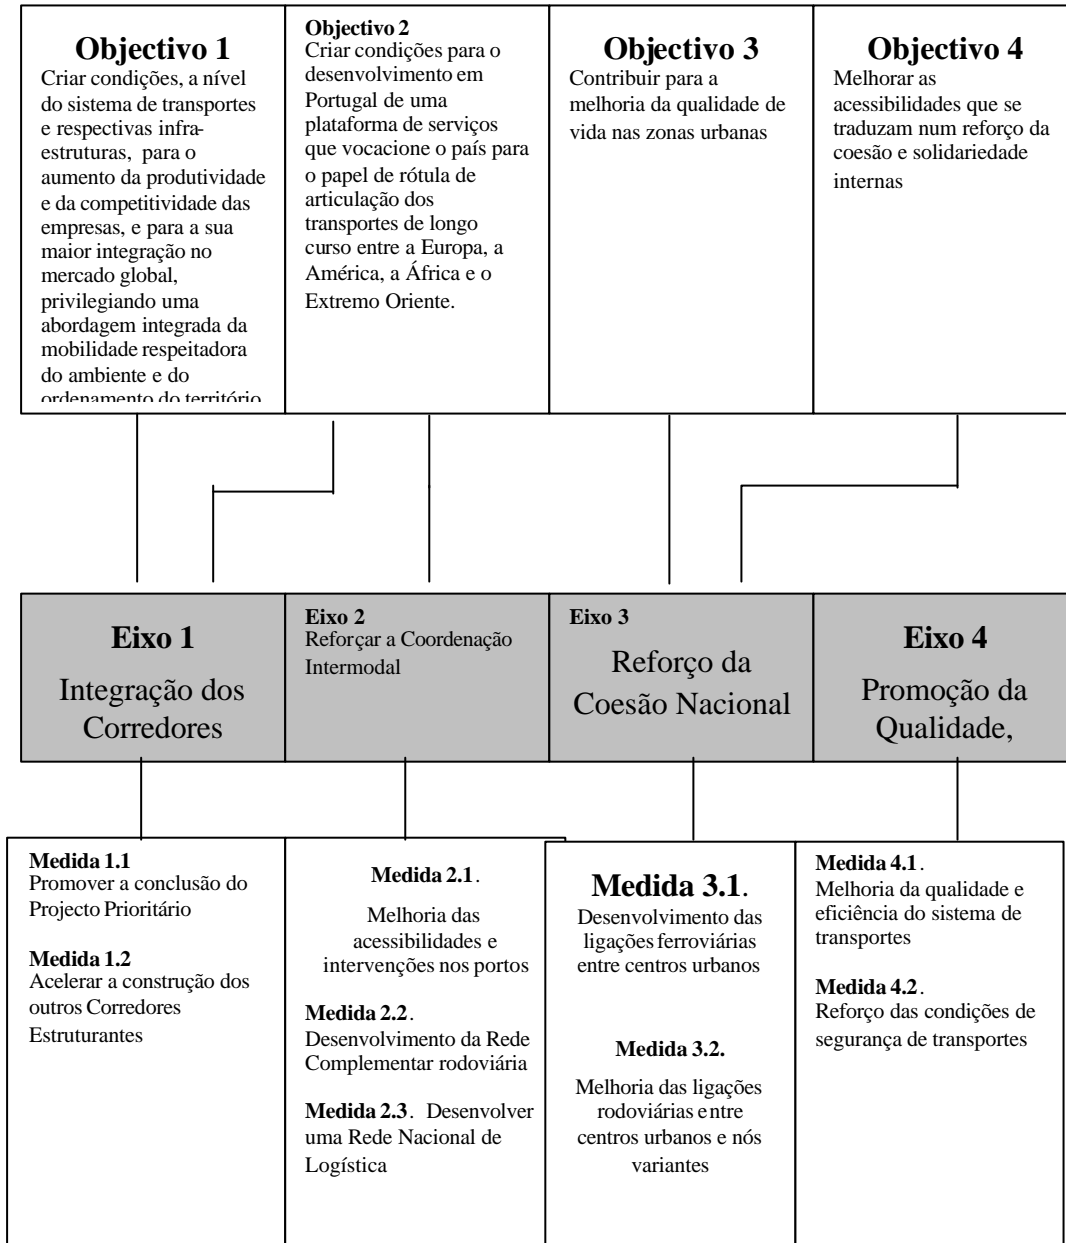 Objectivo 1
Criar condições, a nível
do sistema de transportes
e respectivas infra-
estruturas, para o
aumento da produtividade
e da competitividade das
empresas, e para a sua
maior integração no
mercado global,
privilegiando uma
abordagem integrada da
mobilidade respeitadora
do ambiente e do
ordenamento do território
Objectivo 2
Criar condições para o
desenvolvimento em
Portugal de uma
plataforma de serviços
que vocacione o país para
o papel de rótula de
articulação dos
transportes de longo
curso entre a Europa, a
América, a África e o
Extremo Oriente.
Objectivo 3
Contribuir para a
melhoria da qualidade de
vida nas zonas urbanas
Objectivo 4
Melhorar as
acessibilidades que se
traduzam num reforço da
coesão e solidariedade
internas
Eixo 1
Integração dos
Corredores
Eixo 2
Reforçar a Coordenação
Intermodal
Eixo 3
Reforço da
Coesão Nacional
Eixo 4
Promoção da
Qualidade,
Medida 1.1
Promover a conclusão do
Projecto Prioritário
Medida 1.2
Acelerar a construção dos
outros Corredores
Estruturantes
Medida 2.1.
Melhoria das
acessibilidades e
intervenções nos portos
Medida 2.2.
Desenvolvimento da Rede
Complementar rodoviária
Medida 2.3. Desenvolver
uma Rede Nacional de
Logística
Medida 3.1.
Desenvolvimento das
ligações ferroviárias
entre centros urbanos
Medida 3.2.
Melhoria das ligações
rodoviárias entre
centros urbanos e nós
variantes
Medida 4.1.
Melhoria da qualidade e
eficiência do sistema de
transportes
Medida 4.2.
Reforço das condições de
segurança de transportes